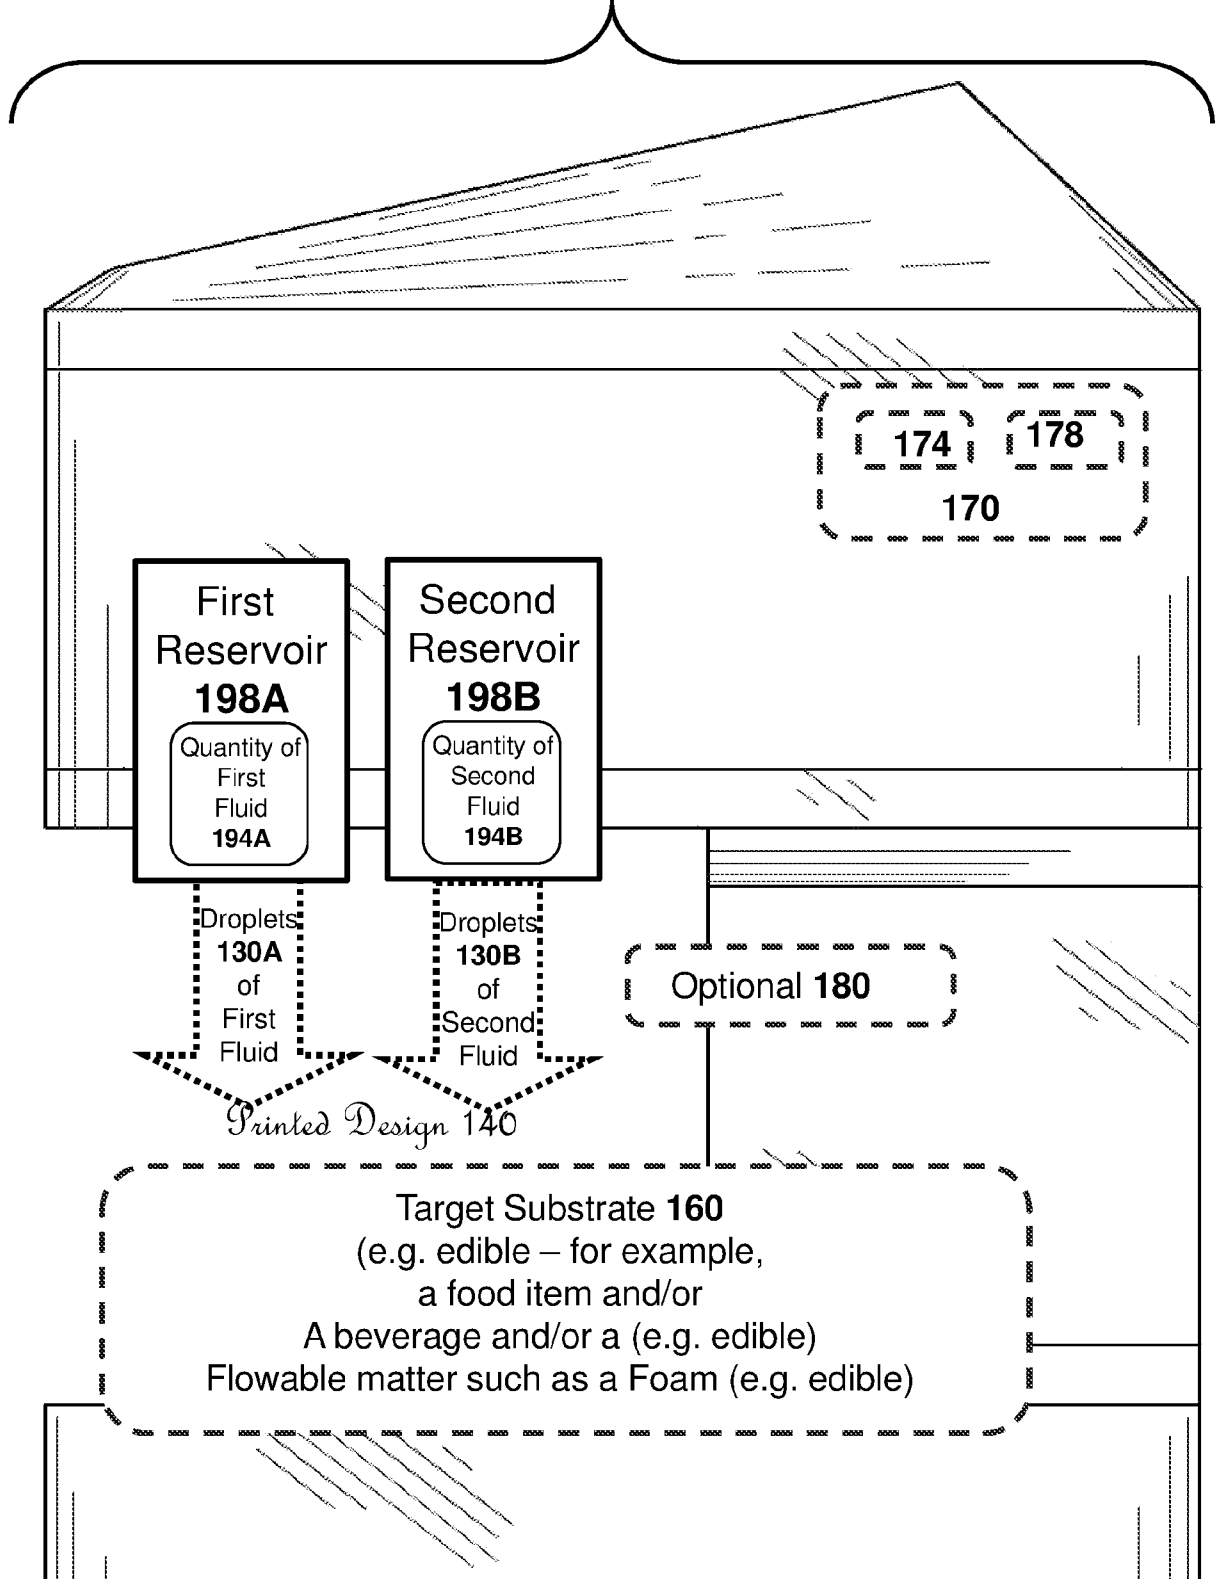 174
178
170
First
Reservoir
198A
Quantity of
First
Fluid
194A
Second
Reservoir
198B
Quantity of
Second
Fluid
194B
Droplets
130A
of
First
Fluid
Droplets
130B
of
Second
Fluid
Optional 180
Printed Design 140
Target Substrate 160
(e.g. edible – for example,
a food item and/or
A beverage and/or a (e.g. edible)
Flowable matter such as a Foam (e.g. edible)